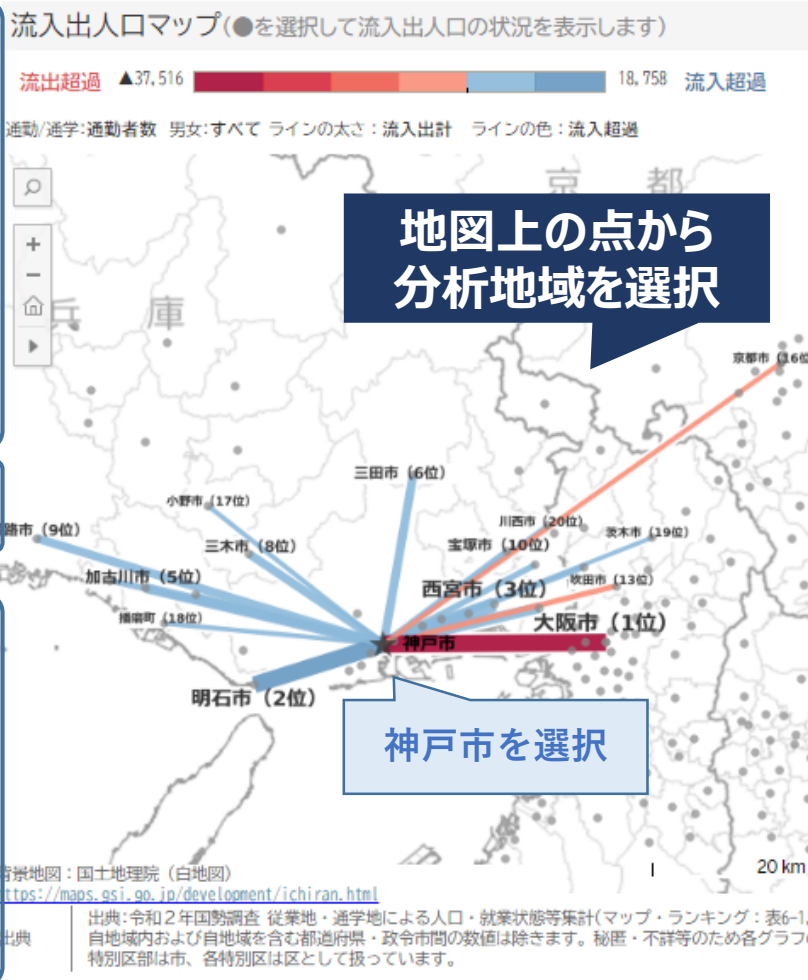 流入出人口マップ(●を選択して流入出人口の状況を表示します)
流出超過 ▲37,516 18,758 流入超過
通勤/通学:通勤者数 男女:すべて ラインの太さ:流入出計 ラインの色:流入超過
京都
地図上の点から
分析地域を選択
兵庫
京都市 (16位
三田市 (6位)
小野市 (17位)
川西市 (20位)
路市 (9位)
茨木市 (19位)
三木市 (8位)
宝塚市 (10位)
加古川市 (5位)
吹田市 (13位)
西宮市 (3位)
播磨町 (18位)
大阪市 (1位)
神戸市
明石市 (2位)
神戸市を選択
20 km
背景地図:国土地理院(白地図)
https://maps.gsi.go.jp/development/ichiran.html
出典
出典:令和2年国勢調査 従業地・通学地による人口・就業状態等集計(マップ・ランキング:表6-1,
自地域内および自地域を含む都道府県・政令市間の数値は除きます。秘匿・不詳等のため各グラフ
特別区部は市、各特別区は区として扱っています。